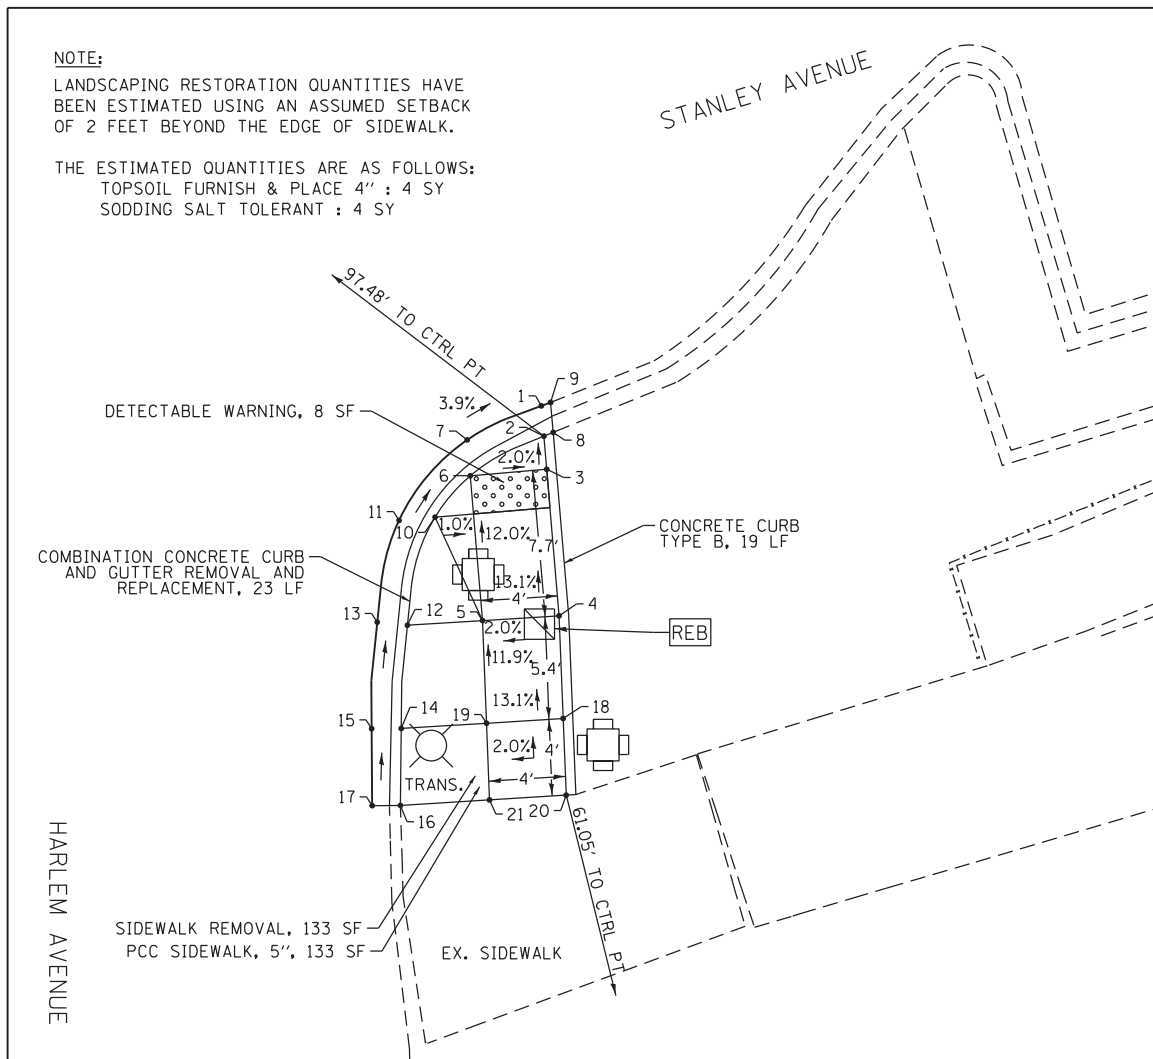 NOTE:
LANDSCAPING RESTORATION QUANTITIES HAVE
BEEN ESTIMATED USING AN ASSUMED SETBACK
OF 2 FEET BEYOND THE EDGE OF SIDEWALK.
THE ESTIMATED QUANTITIES ARE AS FOLLOWS:
TOPSOIL FURNISH & PLACE 4'' : 4 SY
SODDING SALT TOLERANT : 4 SY
STANLEY AVENUE
97.48' TO CTRL PT
DETECTABLE WARNING, 8 SF
3.9%
1
9
7
2
8
2.0%
6
3
11
10
1.0%
12.0%
7.7'
CONCRETE CURB
TYPE B, 19 LF
COMBINATION CONCRETE CURB
AND GUTTER REMOVAL AND
REPLACEMENT, 23 LF
13.1%
4'
13
12
5
4
2.0%
REB
11.9%
5.4'
13.1%
15
14
19
18
2.0%
4'
TRANS.
4'
17
16
21
20
61.05' TO CTRL PT
HARLEM AVENUE
SIDEWALK REMOVAL, 133 SF
PCC SIDEWALK, 5'', 133 SF
EX. SIDEWALK